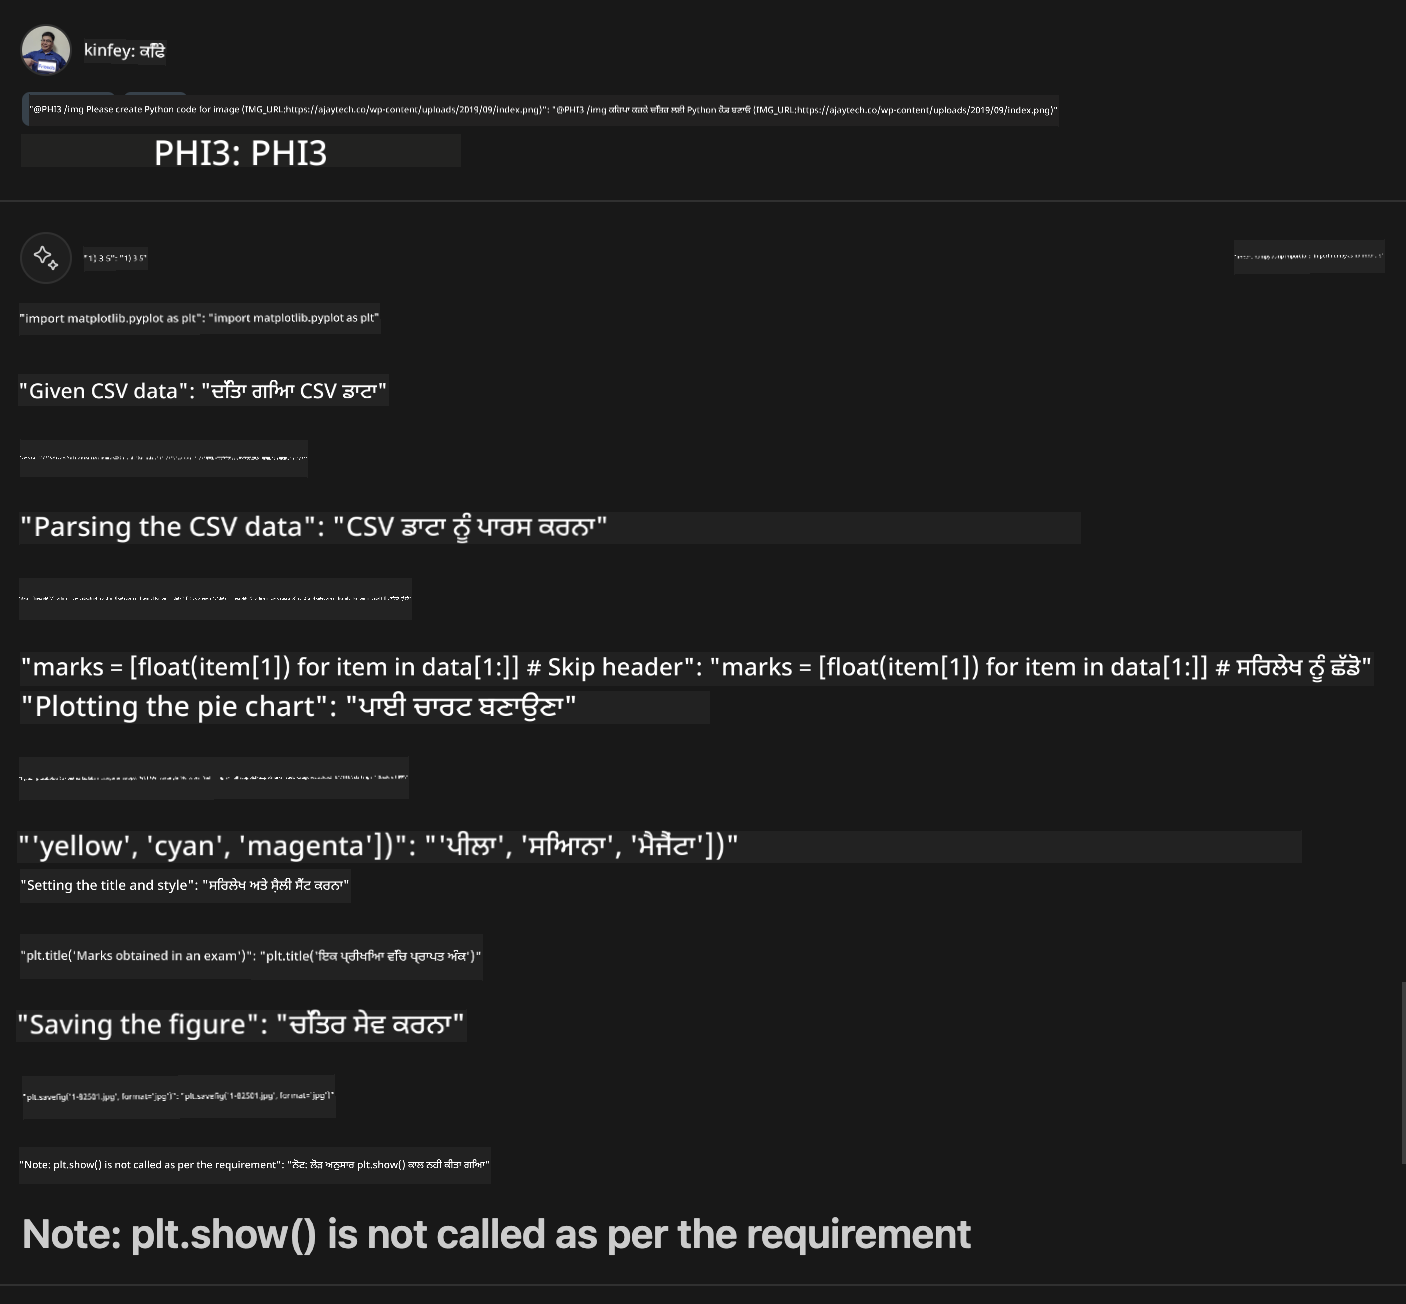 kinfey: ਕਿੰਫੇ
"@PHI3 /img Please create Python code for image (IMG_URL:https://ajaytech.co/wp-content/uploads/2019/09/index.png)": "@PHI3 /img ਕਿਰਪਾ ਕਰਕੇ ਚਿੱਤਰ ਲਈ Python ਕੋਡ ਬਣਾਓ (IMG_URL:https://ajaytech.co/wp-content/uploads/2019/09/index.png)"
PHI3: PHI3
"1) 3 5": "1) 3 5"
"import matplotlib.pyplot as plt": "import matplotlib.pyplot as plt"
"Given CSV data": "ਦਿੱਤਾ ਗਿਆ CSV ਡਾਟਾ"
"Parsing the CSV data": "CSV ਡਾਟਾ ਨੂੰ ਪਾਰਸ ਕਰਨਾ"
"marks = [float(item[1]) for item in data[1:]] # Skip header": "marks = [float(item[1]) for item in data[1:]] # ਸਿਰਲੇਖ ਨੂੰ ਛੱਡੋ"
"Plotting the pie chart": "ਪਾਈ ਚਾਰਟ ਬਣਾਉਣਾ"
"'yellow', 'cyan', 'magenta'])": "'ਪੀਲਾ', 'ਸਿਆਨਾ', 'ਮੈਜੈਂਟਾ'])"
"Setting the title and style": "ਸਿਰਲੇਖ ਅਤੇ ਸ਼ੈਲੀ ਸੈੱਟ ਕਰਨਾ"
"plt.title('Marks obtained in an exam')": "plt.title('ਇਕ ਪ੍ਰੀਖਿਆ ਵਿੱਚ ਪ੍ਰਾਪਤ ਅੰਕ')"
"Saving the figure": "ਚਿੱਤਰ ਸੇਵ ਕਰਨਾ"
"plt.savefig('1-82501.jpg', format='jpg')": "plt.savefig('1-82501.jpg', format='jpg')"
"Note: plt.show() is not called as per the requirement": "ਨੋਟ: ਲੋੜ ਅਨੁਸਾਰ plt.show() ਕਾਲ ਨਹੀਂ ਕੀਤਾ ਗਿਆ"
Note: plt.show() is not called as per the requirement